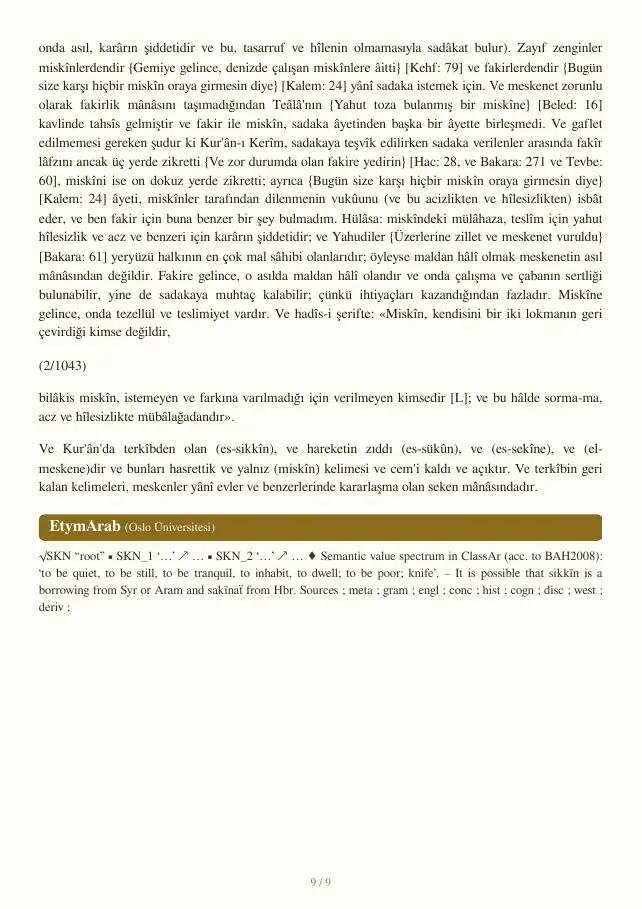 onda asıl, karârın şiddetidir ve bu, tasarruf ve hîlenin olmamasıyla sadâkat bulur). Zayıf zenginler
miskînlerdendir {Gemiye gelince, denizde çalışan miskînlere âitti} [Kehf: 79] ve fakirlerdendir {Bugün
size karşı hiçbir miskîn oraya girmesin diye} [Kalem: 24] yânî sadaka istemek için. Ve meskenet zorunlu
olarak fakirlik mânâsını taşımadığından Teâlâ'nın {Yahut toza bulanmış bir miskîne} [Beled: 16]
kavlinde tahsîs gelmiştir ve fakir ile miskîn, sadaka âyetinden başka bir âyette birleşmedi. Ve gaflet
edilmemesi gereken şudur ki Kur'ân-ı Kerîm, sadakaya teşvîk edilirken sadaka verilenler arasında fakîr
lâfzını ancak üç yerde zikretti {Ve zor durumda olan fakire yedirin} [Hac: 28, ve Bakara: 271 ve Tevbe:
60], miskîni ise on dokuz yerde zikretti; ayrıca {Bugün size karşı hiçbir miskîn oraya girmesin diye}
[Kalem: 24] âyeti, miskînler tarafından dilenmenin vukûunu (ve bu acizlikten ve hîlesizlikten) isbât
eder, ve ben fakir için buna benzer bir şey bulmadım. Hülâsa: miskîndeki mülâhaza, teslîm için yahut
hîlesizlik ve acz ve benzeri için karârın şiddetidir; ve Yahudiler {Üzerlerine zillet ve meskenet vuruldu}
[Bakara: 61] yeryüzü halkının en çok mal sâhibi olanlarıdır; öyleyse maldan hâlî olmak meskenetin asıl
mânâsından değildir. Fakire gelince, o asılda maldan hâlî olandır ve onda çalışma ve çabanın sertliği
bulunabilir, yine de sadakaya muhtaç kalabilir; çünkü ihtiyaçları kazandığından fazladır. Miskîne
gelince, onda tezellül ve teslimiyet vardır. Ve hadîs-i şerifte: «Miskîn, kendisini bir iki lokmanın geri
çevirdiği kimse değildir,
(2/1043)
bilâkis miskîn, istemeyen ve farkına varılmadığı için verilmeyen kimsedir [L]; ve bu hâlde sorma-ma,
acz ve hîlesizlikte mübâlağadandır».
Ve Kur'ân'da terkîbden olan (es-sikkîn), ve hareketin zıddı (es-sükûn), ve (es-sekîne), ve (el-
meskene)dir ve bunları hasrettik ve yalnız (miskîn) kelimesi ve cem'i kaldı ve açıktır. Ve terkîbin geri
kalan kelimeleri, meskenler yânî evler ve benzerlerinde kararlaşma olan seken mânâsındadır.
EtymArab (Oslo Üniversitesi)
√SKN “root” ▪ SKN_1 ‘…’ ↗ … ▪ SKN_2 ‘…’ ↗ … ♦ Semantic value spectrum in ClassAr (acc. to BAH2008):
‘to be quiet, to be still, to be tranquil, to inhabit, to dwell; to be poor; knife’. – It is possible that sikkīn is a
borrowing from Syr or Aram and sakīnaẗ from Hbr. Sources ; meta ; gram ; engl ; conc ; hist ; cogn ; disc ; west ;
deriv ;
9 / 9